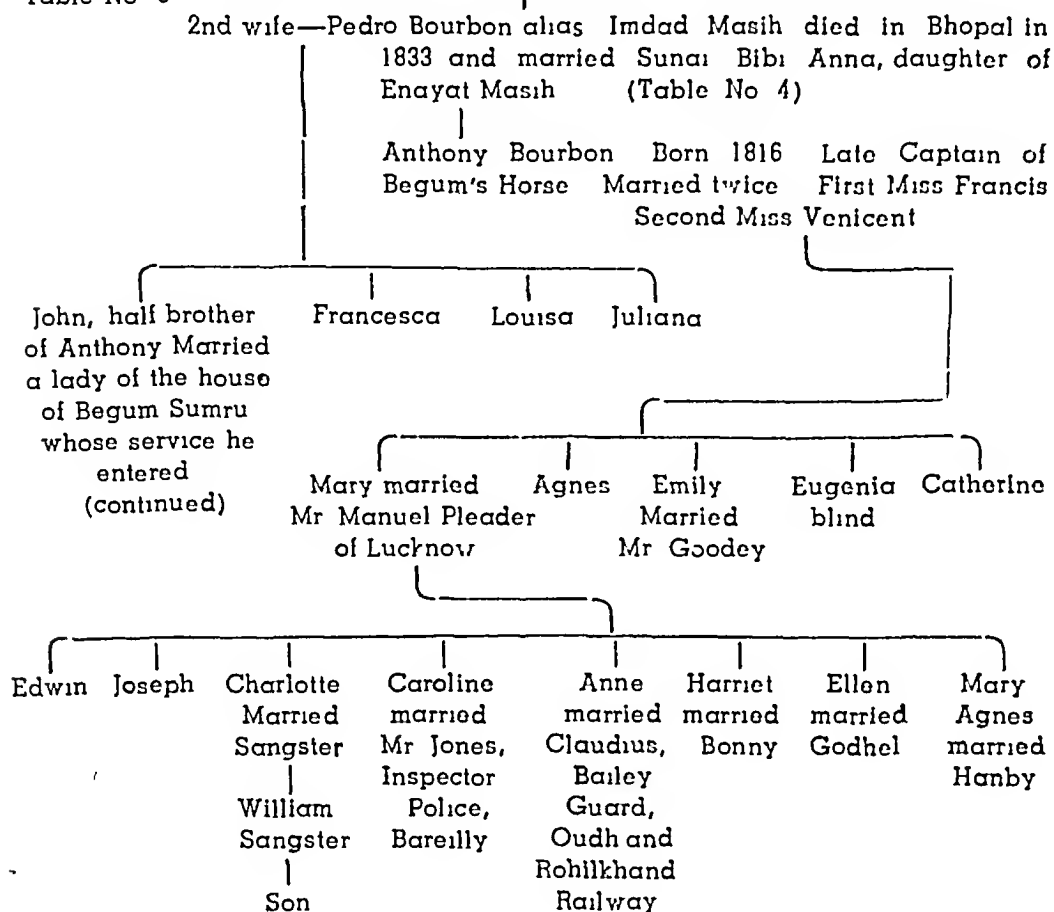 Table No
2nd wife—Pedro Bourbon alias Imdad Masih died in Bhopal in
1833 and married Sunai Bibi Anna, daughter of
Enayat Masih (Table No 4)
Anthony Bourbon Born 1816 Late Captain of
Begum's Horse Married twice First Miss Francis
Second Miss Venicent
John, half brother
of Anthony Married
a lady of the house
of Begum Sumru
whose service he
entered
(continued)
Francesca
Louisa
Juliana
Mary married
Mr Manuel Pleader
of Lucknow
Agnes
Emily
Married
Mr Goodey
Eugenia
blind
Catherine
Edwin
Joseph
Charlotte
Married
Sangster
William
Sangster
Son
Caroline
married
Mr Jones,
Inspector
Police,
Bareilly
Anne
married
Claudius,
Bailey
Guard,
Oudh and
Rohilkhand
Railway
Harriet
married
Bonny
Ellen
married
Godhel
Mary
Agnes
married
Hanby